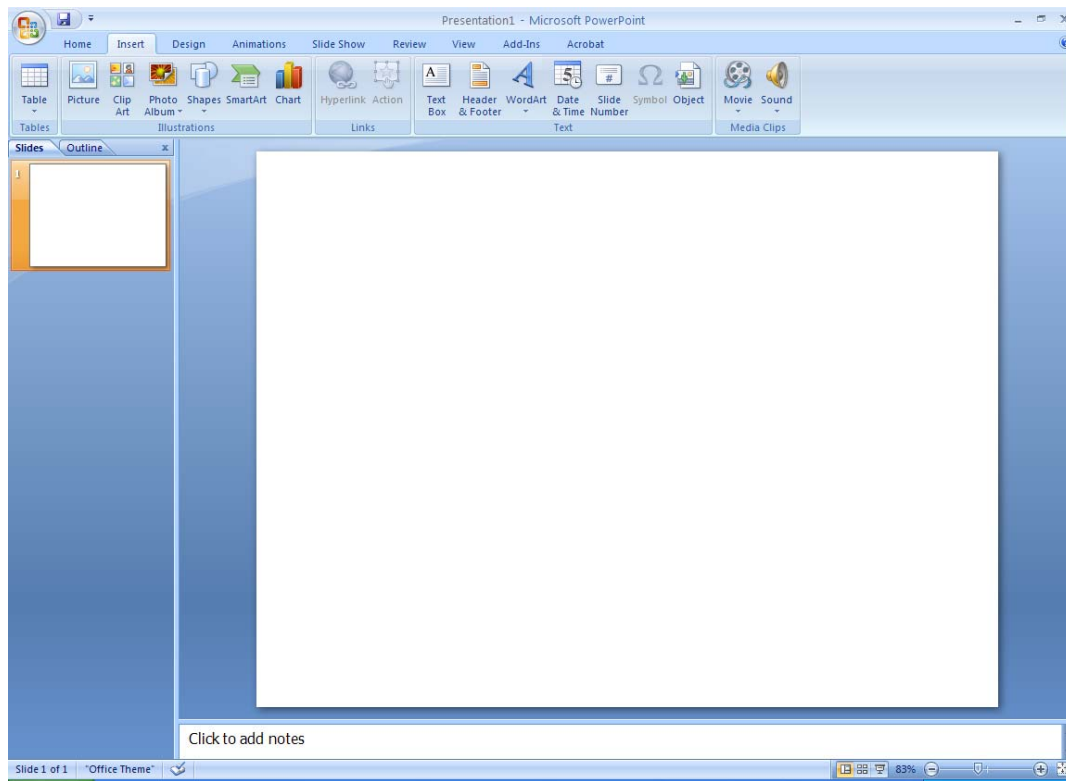 Presentation1 - Microsoft PowerPoint
Home Insert Design Animations Slide Show Review View Add-Ins Acrobat
Table Picture Clip Art Photo Album Shapes SmartArt Chart Hyperlink Action Text Box Header & Footer WordArt Date & Time Slide Number Symbol Object Movie Sound
Tables Illustrations Links Text Media Clips
Slides Outline x
1
Click to add notes
Slide 1 of 1 "Office Theme" 83%